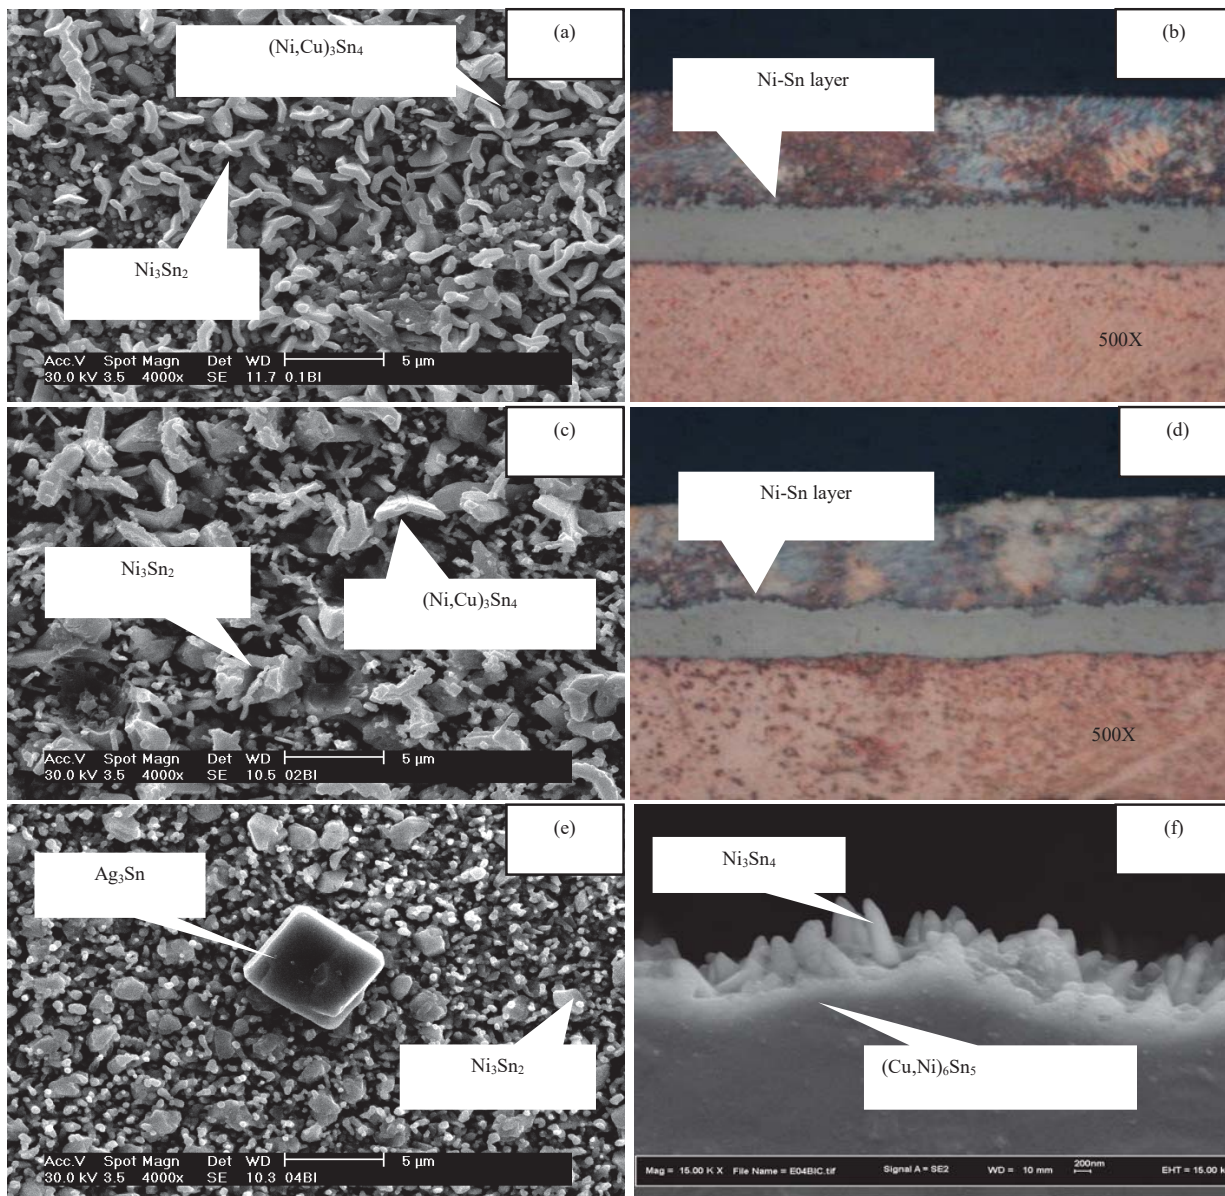 (a)
(Ni,Cu)₃Sn₄
Ni₃Sn₂
Acc.V Spot Magn Det WD 5 µm
30.0 kV 3.5 4000x SE 11.7 0.1BI
(b)
Ni-Sn layer
500X
(c)
Ni₃Sn₂
(Ni,Cu)₃Sn₄
Acc.V Spot Magn Det WD 5 µm
30.0 kV 3.5 4000x SE 10.5 02BI
(d)
Ni-Sn layer
500X
(e)
Ag₃Sn
Ni₃Sn₂
Acc.V Spot Magn Det WD 5 µm
30.0 kV 3.5 4000x SE 10.3 04BI
(f)
Ni₃Sn₄
(Cu,Ni)₆Sn₅
Mag = 15.00 K X File Name = E04BIC.tif Signal A = SE2 WD = 10 mm 200nm EHT = 15.00